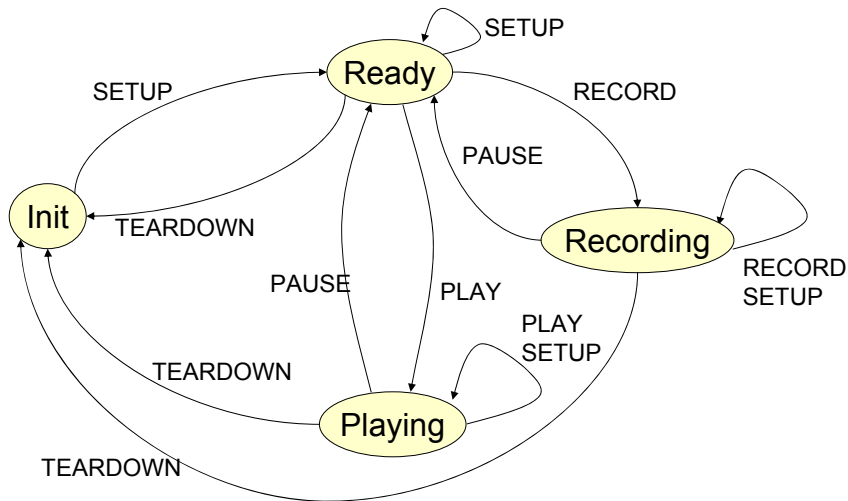 SETUP
Ready
SETUP
RECORD
PAUSE
Init
TEARDOWN
Recording
RECORD
SETUP
PAUSE
PLAY
PLAY
SETUP
TEARDOWN
Playing
TEARDOWN